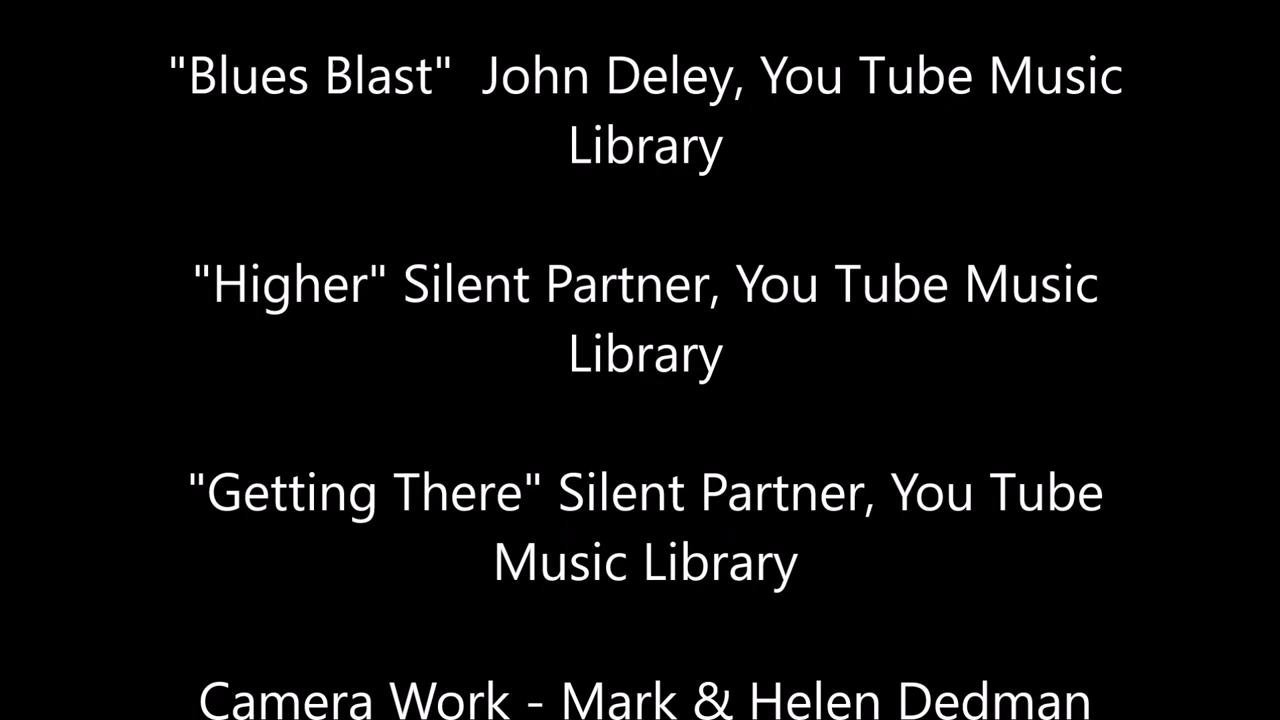 "Blues Blast"  John Deley, You Tube Music
Library
"Higher" Silent Partner, You Tube Music
Library
"Getting There" Silent Partner, You Tube
Music Library
Camera Work - Mark & Helen Dedman